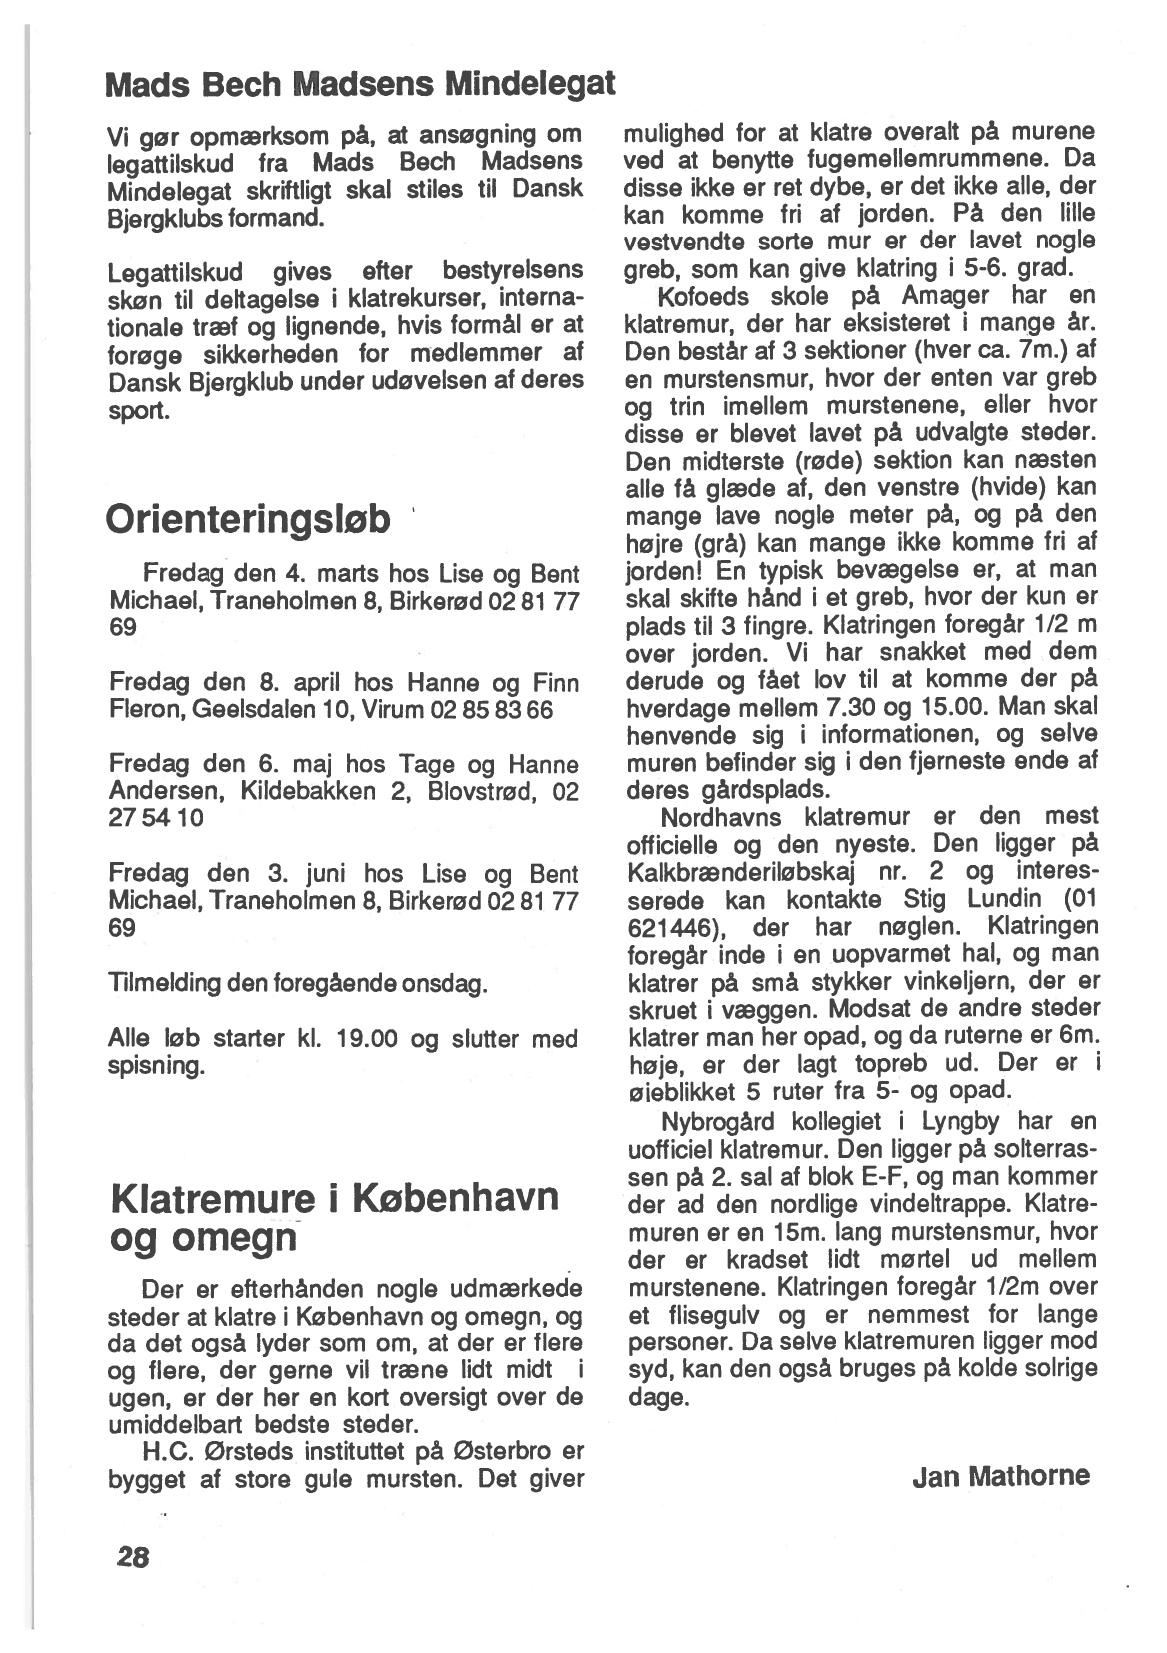 Mads Bech Madsens Mindelegat
Vi gør opmærksom på, at ansøgning om
legattilskud fra Mads Bech Madsens
Mindelegat skriftligt skal stiles til Dansk
Bjergklubs formand.
Legattilskud gives efter bestyrelsens
skøn til deltagelse i klatrekurser, interna-
tionale træf og lignende, hvis formål er at
forøge sikkerheden for medlemmer af
Dansk Bjergklub under udøvelsen af deres
sport.
Orienteringsløb
Fredag den 4. marts hos Lise og Bent
Michael, Traneholmen 8, Birkerød 02 81 77
69
Fredag den 8. april hos Hanne og Finn
Fleron, Geelsdalen 10, Virum 02 85 83 66
Fredag den 6. maj hos Tage og Hanne
Andersen, Kildebakken 2, Blovstrød, 02
27 54 10
Fredag den 3. juni hos Lise og Bent
Michael, Traneholmen 8, Birkerød 02 81 77
69
Tilmelding den foregående onsdag.
Alle løb starter kl. 19.00 og slutter med
spisning.
Klatremure i København
og omegn
Der er efterhånden nogle udmærkede
steder at klatre i København og omegn, og
da det også lyder som om, at der er flere
og flere, der gerne vil træne lidt midt i
ugen, er der her en kort oversigt over de
umiddelbart bedste steder.
H.C. Ørsteds instituttet på Østerbro er
bygget af store gule mursten. Det giver
mulighed for at klatre overalt på murene
ved at benytte fugemellemrummene. Da
disse ikke er ret dybe, er det ikke alle, der
kan komme fri af jorden. På den lille
vestvendte sorte mur er der lavet nogle
greb, som kan give klatring i 5-6. grad.
Kofoeds skole på Amager har en
klatremur, der har eksisteret i mange år.
Den består af 3 sektioner (hver ca. 7m.) af
en murstensmur, hvor der enten var greb
og trin imellem murstenene, eller hvor
disse er blevet lavet på udvalgte steder.
Den midterste (røde) sektion kan næsten
alle få glæde af, den venstre (hvide) kan
mange lave nogle meter på, og på den
højre (grå) kan mange ikke komme fri af
jorden! En typisk bevægelse er, at man
skal skifte hånd i et greb, hvor der kun er
plads til 3 fingre. Klatringen foregår 1/2 m
over jorden. Vi har snakket med dem
derude og fået lov til at komme der på
hverdage mellem 7.30 og 15.00. Man skal
henvende sig i informationen, og selve
muren befinder sig i den fjerneste ende af
deres gårdsplads.
Nordhavns klatremur er den mest
officielle og den nyeste. Den ligger på
Kalkbrænderiløbskaj nr. 2 og interes-
serede kan kontakte Stig Lundin (01
621446), der har nøglen. Klatringen
foregår inde i en uopvarmet hal, og man
klatrer på små stykker vinkeljern, der er
skruet i væggen. Modsat de andre steder
klatrer man her opad, og da ruterne er 6m.
høje, er der lagt topreb ud. Der er i
øieblikket 5 ruter fra 5- og opad.
Nybrogård kollegiet i Lyngby har en
uofficiel klatremur. Den ligger på solterras-
sen på 2. sal af blok E-F, og man kommer
der ad den nordlige vindeltrappe. Klatre-
muren er en 15m. lang murstensmur, hvor
der er kradset lidt mørtel ud mellem
murstenene. Klatringen foregår 1/2m over
et flisegulv og er nemmest for lange
personer. Da selve klatremuren ligger mod
syd, kan den også bruges på kolde solrige
dage.
Jan Mathorne
28